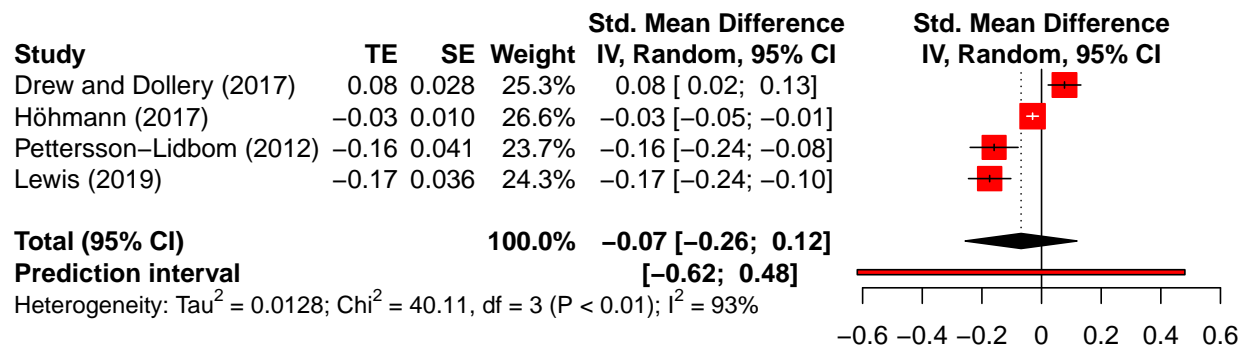 Std. Mean Difference Std. Mean Difference
Study TE SE Weight IV, Random, 95% CI IV, Random, 95% CI
Drew and Dollery (2017) 0.08 0.028 25.3% 0.08 [ 0.02; 0.13]
Höhmann (2017) −0.03 0.010 26.6% −0.03 [−0.05; −0.01]
Pettersson−Lidbom (2012) −0.16 0.041 23.7% −0.16 [−0.24; −0.08]
Lewis (2019) −0.17 0.036 24.3% −0.17 [−0.24; −0.10]
Total (95% CI) 100.0% −0.07 [−0.26; 0.12]
Prediction interval [−0.62; 0.48]
Heterogeneity: Tau² = 0.0128; Chi² = 40.11, df = 3 (P < 0.01); I² = 93%
−0.6 −0.4 −0.2 0 0.2 0.4 0.6